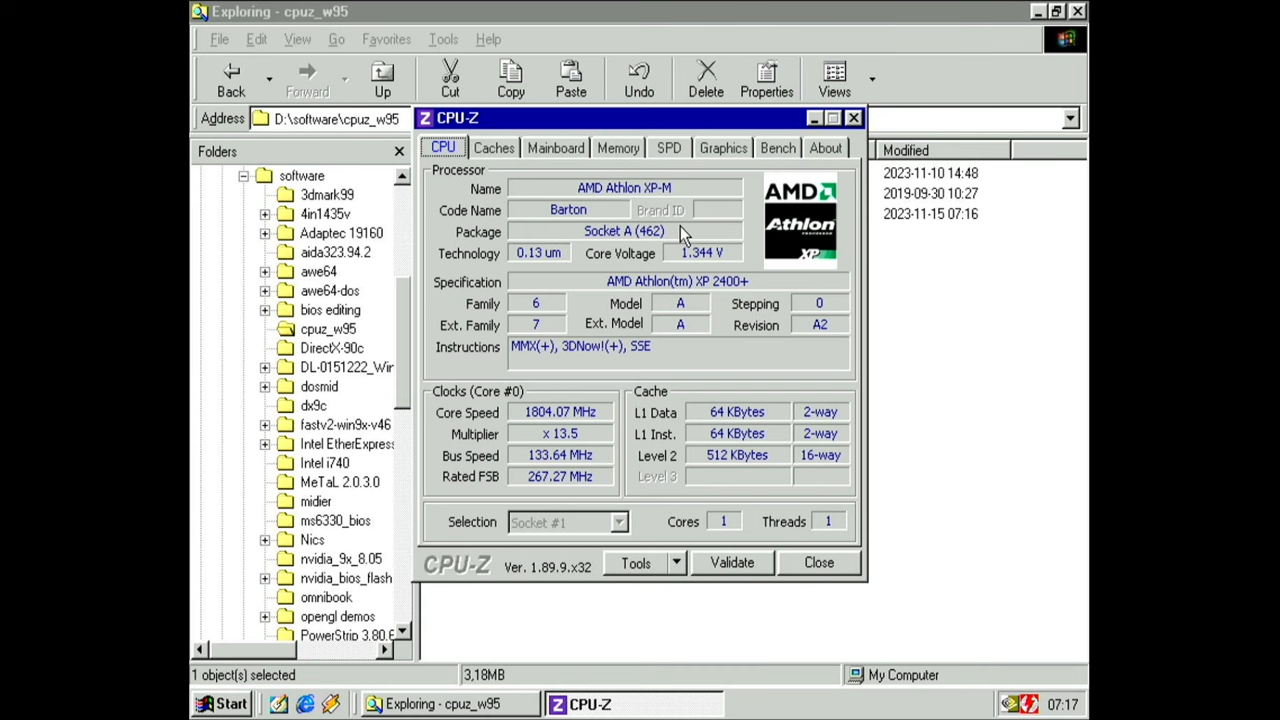 Exploring - cpuz_w95
File Edit View Go Favorites Tools Help
Back Forward Up Cut Copy Paste Undo Delete Properties Views
Address D:\software\cpuz_w95
Folders
software
3dmark99
4in1435v
Adaptec 19160
aida323.94.2
awe64
awe64-dos
bios editing
cpuz_w95
DirectX-90c
DL-0151222_Wir
dosmid
dx9c
fastv2-win9x-v46
Intel EtherExpress
Intel i740
MeTaL 2.0.3.0
midier
ms6330_bios
Nics
nvidia_9x_8.05
nvidia_bios_flash
omnibook
opengl demos
PowerStrip 3.80.6
Modified
2023-11-10 14:48
2019-09-30 10:27
2023-11-15 07:16
CPU-Z
CPU Caches Mainboard Memory SPD Graphics Bench About
Processor
Name AMD Athlon XP-M
Code Name Barton Brand ID
Package Socket A (462)
Technology 0.13 um Core Voltage 1.344 V
AMD
Athlon
XP
Specification AMD Athlon(tm) XP 2400+
Family 6 Model A Stepping 0
Ext. Family 7 Ext. Model A Revision A2
Instructions MMX(+), 3DNow!(+), SSE
Clocks (Core #0)
Core Speed 1804.07 MHz
Multiplier x 13.5
Bus Speed 133.64 MHz
Rated FSB 267.27 MHz
Cache
L1 Data 64 KBytes 2-way
L1 Inst. 64 KBytes 2-way
Level 2 512 KBytes 16-way
Level 3
Selection Socket #1 Cores 1 Threads 1
CPU-Z Ver. 1.89.9.x32 Tools Validate Close
1 object(s) selected 3,18MB My Computer
Start Exploring - cpuz_w95 CPU-Z 07:17